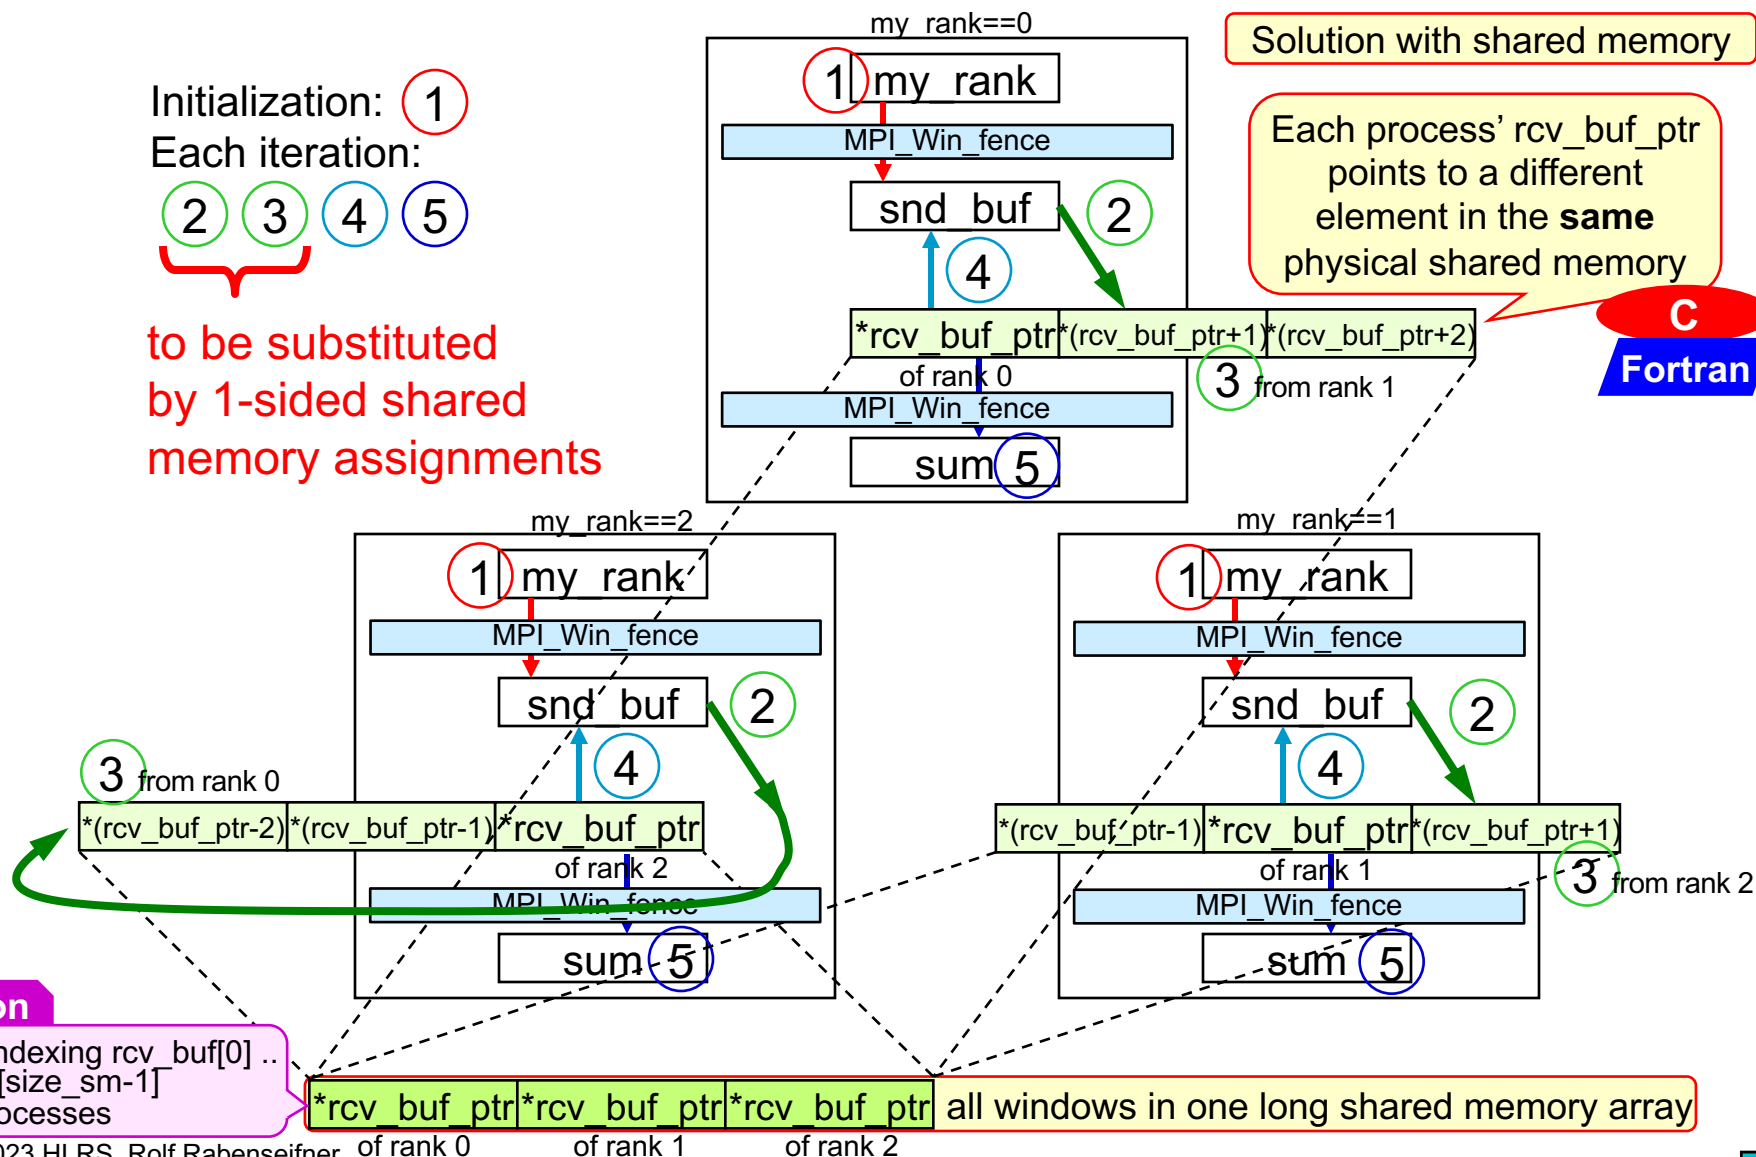 my_rank==0
Solution with shared memory
1 my_rank
Initialization: 1
Each iteration:
2 3 4 5
MPI_Win_fence
Each process’ rcv_buf_ptr
points to a different
element in the same
physical shared memory
snd_buf
2
4
C
Fortran
*rcv_buf_ptr *(rcv_buf_ptr+1) *(rcv_buf_ptr+2)
of rank 0
3 from rank 1
to be substituted
by 1-sided shared
memory assignments
MPI_Win_fence
sum 5
my_rank==2
1 my_rank
MPI_Win_fence
snd_buf
2
4
3 from rank 0
*(rcv_buf_ptr-2) *(rcv_buf_ptr-1) *rcv_buf_ptr
of rank 2
MPI_Win_fence
sum 5
my_rank==1
1 my_rank
MPI_Win_fence
snd_buf
2
4
*(rcv_buf_ptr-1) *rcv_buf_ptr *(rcv_buf_ptr+1)
of rank 1
3 from rank 2
MPI_Win_fence
sum 5
on
ndexing rcv_buf[0] ..
[size_sm-1]
ocesses
*rcv_buf_ptr *rcv_buf_ptr *rcv_buf_ptr all windows in one long shared memory array
of rank 0 of rank 1 of rank 2
023 HLRS, Rolf Rabenseifner